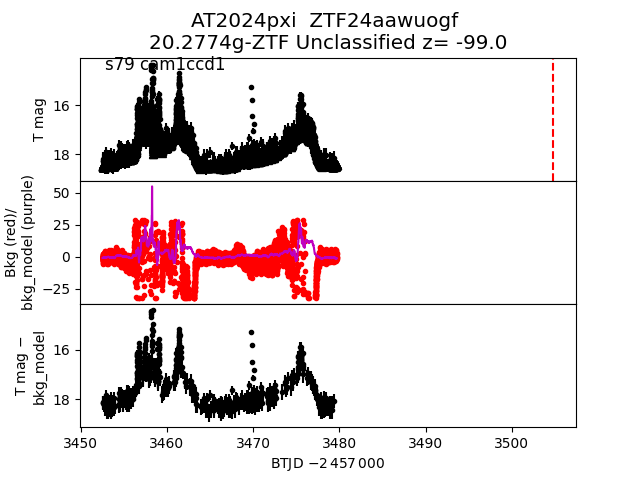 AT2024pxi  ZTF24aawuogf
20.2774g-ZTF Unclassified z= -99.0
s79 cam1ccd1
T mag
16
18
Bkg (red)/
bkg_model (purple)
50
25
0
−25
T mag −
bkg_model
16
18
3450 3460 3470 3480 3490 3500
BTJD −2 457 000